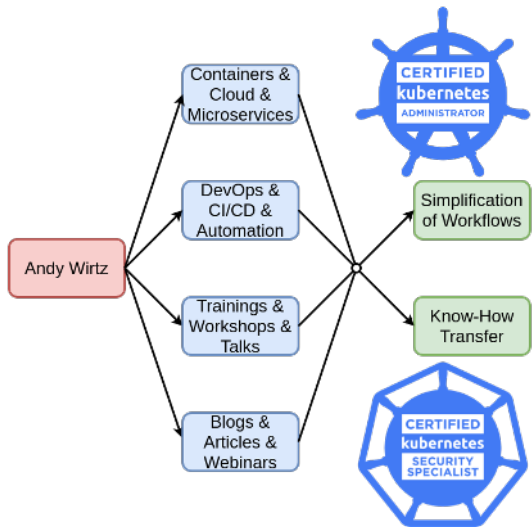 Containers &
Cloud &
Microservices
CERTIFIED
kubernetes
ADMINISTRATOR
DevOps &
CI/CD &
Automation
Simplification
of Workflows
Andy Wirtz
Trainings &
Workshops &
Talks
Know-How
Transfer
Blogs &
Articles &
Webinars
CERTIFIED
kubernetes
SECURITY
SPECIALIST